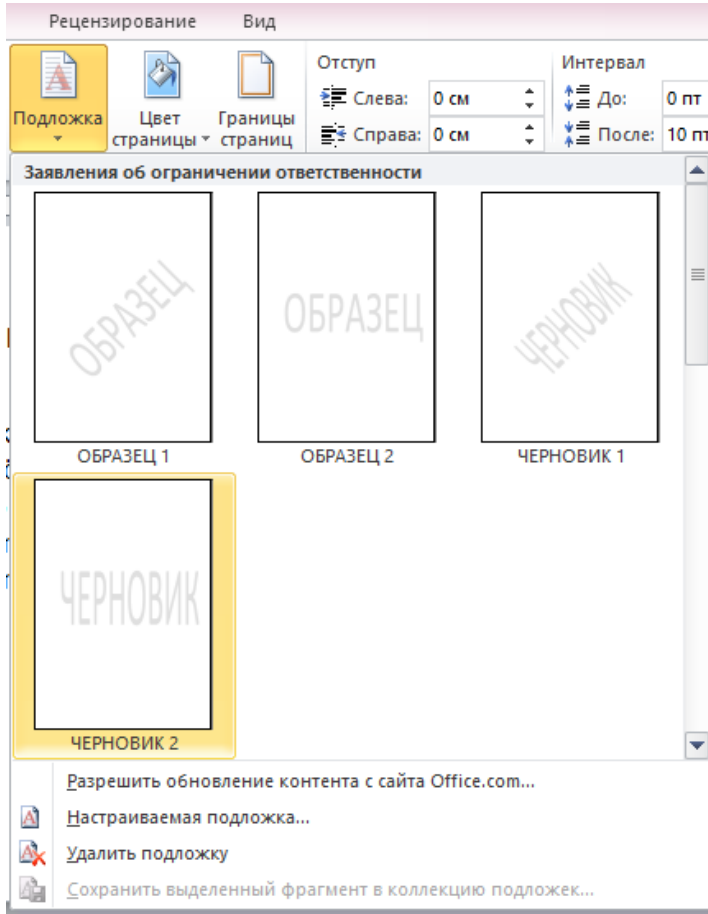 Рецензирование Вид
Отступ Интервал
Слева: 0 см До: 0 пт
Подложка Цвет страницы Границы страниц
Справа: 0 см После: 10 пт
Заявления об ограничении ответственности
ОБРАЗЕЦ ОБРАЗЕЦ ЧЕРНОВИК
ОБРАЗЕЦ 1 ОБРАЗЕЦ 2 ЧЕРНОВИК 1
ЧЕРНОВИК
ЧЕРНОВИК 2
Разрешить обновление контента с сайта Office.com...
Настраиваемая подложка...
Удалить подложку
Сохранить выделенный фрагмент в коллекцию подложек...